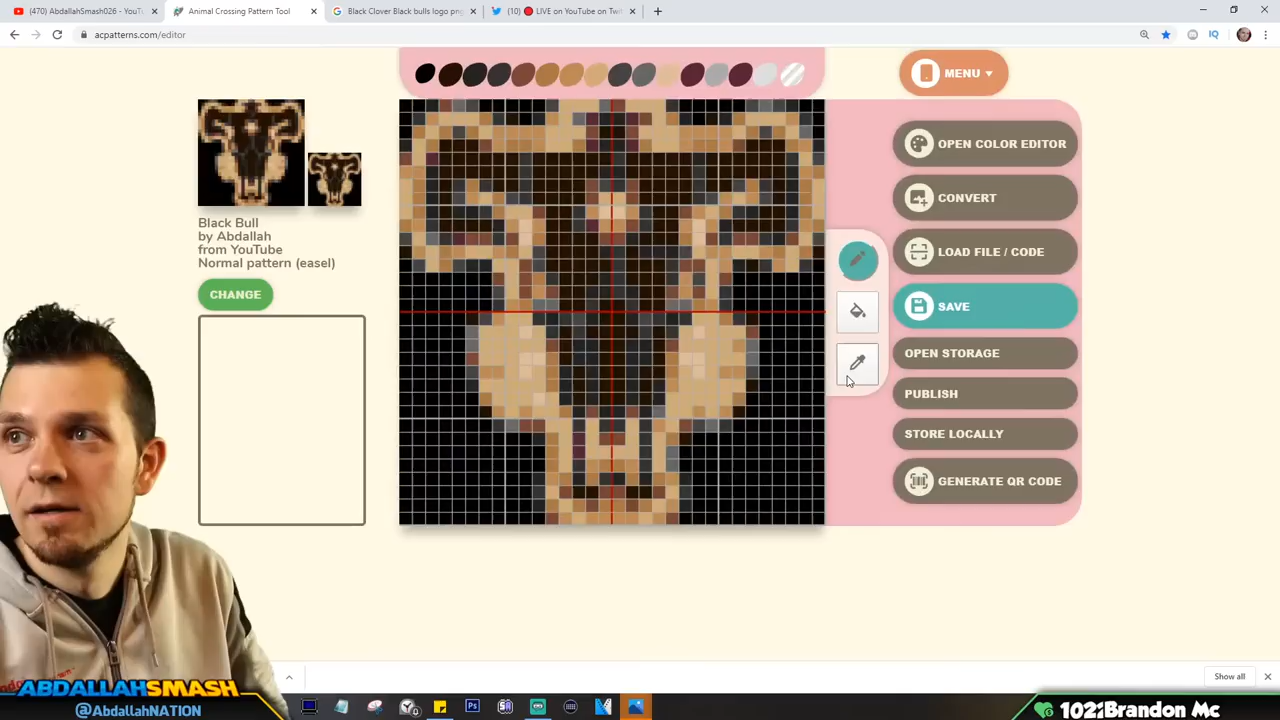 (470) AbdallahSmash026 - YouT
Animal Crossing Pattern Tool
Black Clover Black bulls logo png
(10) 🔴 LIVE on YouTube on Twit
acpatterns.com/editor
MENU
OPEN COLOR EDITOR
CONVERT
LOAD FILE / CODE
SAVE
OPEN STORAGE
PUBLISH
STORE LOCALLY
GENERATE QR CODE
Black Bull
by Abdallah
from YouTube
Normal pattern (easel)
CHANGE
Show all
ABDALLAHSMASH
@AbdallahNATION
102: Brandon Mc